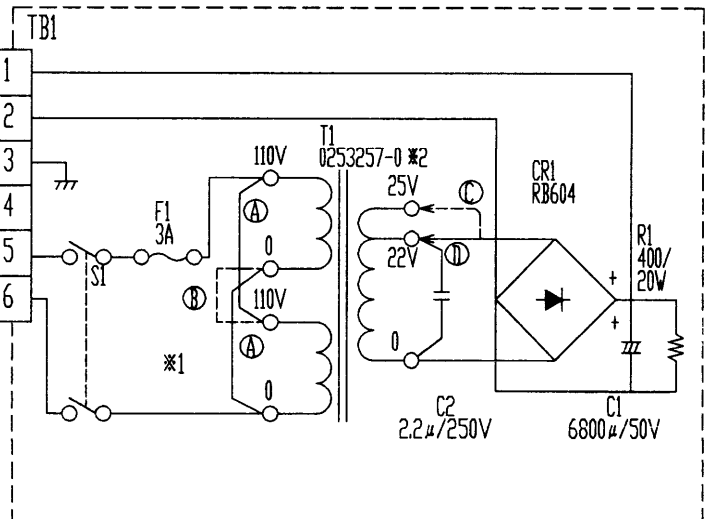 TB1
1
2
3
4
5
6
F1
3A
S1
※1
110V
0
110V
0
A
B
A
T1
0253257-0 ※2
25V
22V
0
C
D
C2
2.2μ/250V
CR1
RB604
R1
400/
20W
+
+
C1
6800μ/50V